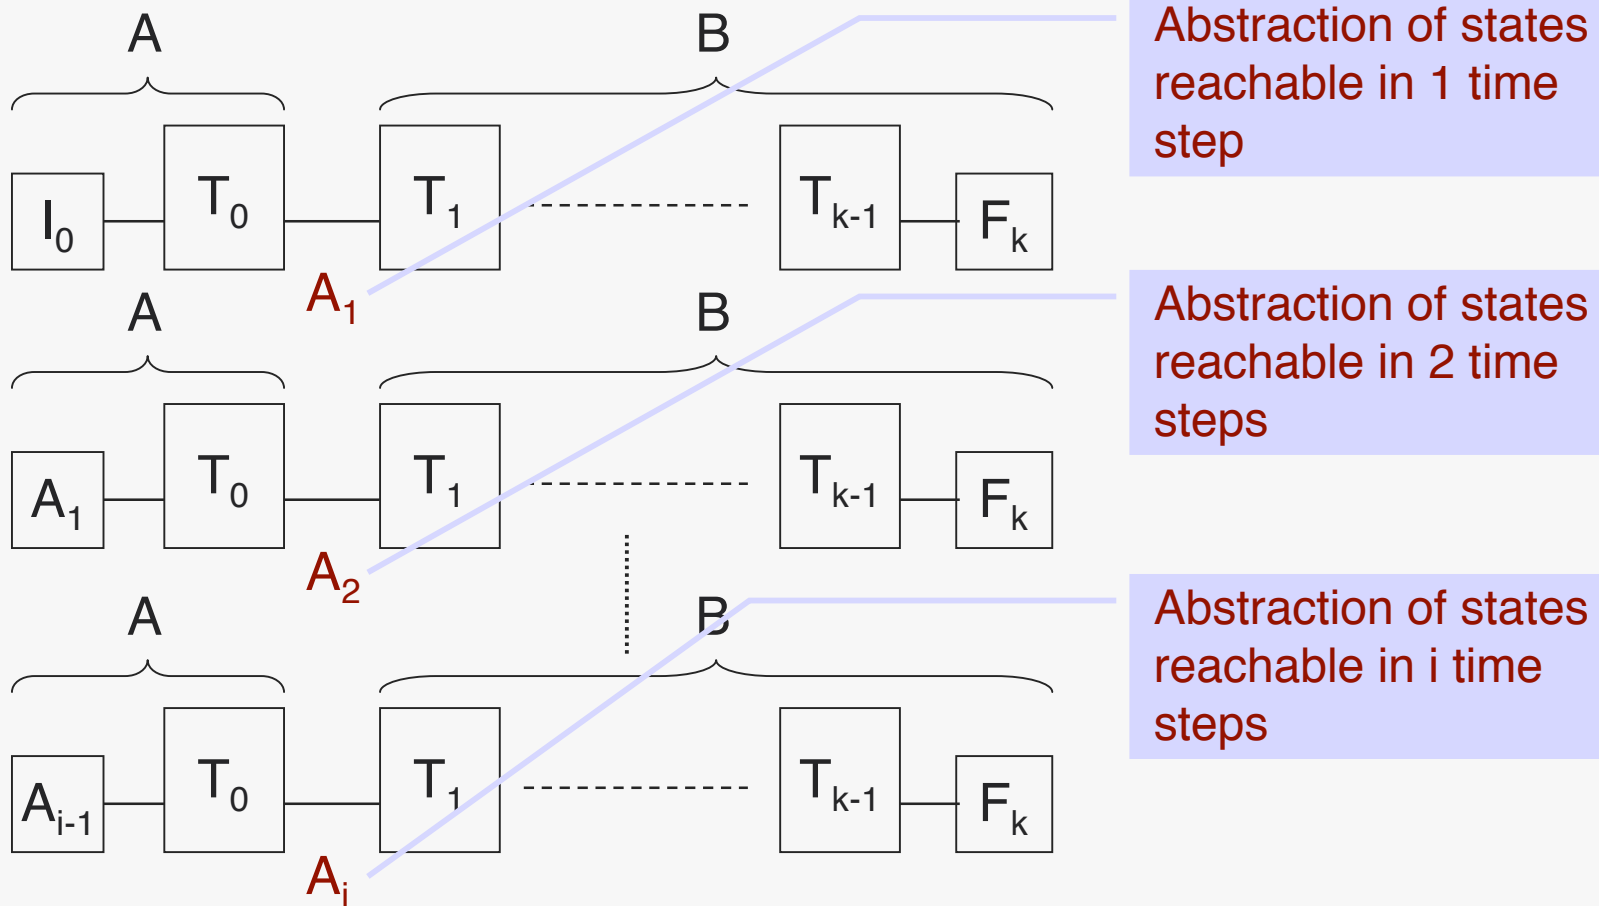 A B
Abstraction of states
reachable in 1 time
step
I₀ T₀ T₁ Tₖ₋₁ Fₖ
A₁
A B
Abstraction of states
reachable in 2 time
steps
A₁ T₀ T₁ Tₖ₋₁ Fₖ
A₂
A B
Abstraction of states
reachable in i time
steps
Aᵢ₋₁ T₀ T₁ Tₖ₋₁ Fₖ
Aᵢ